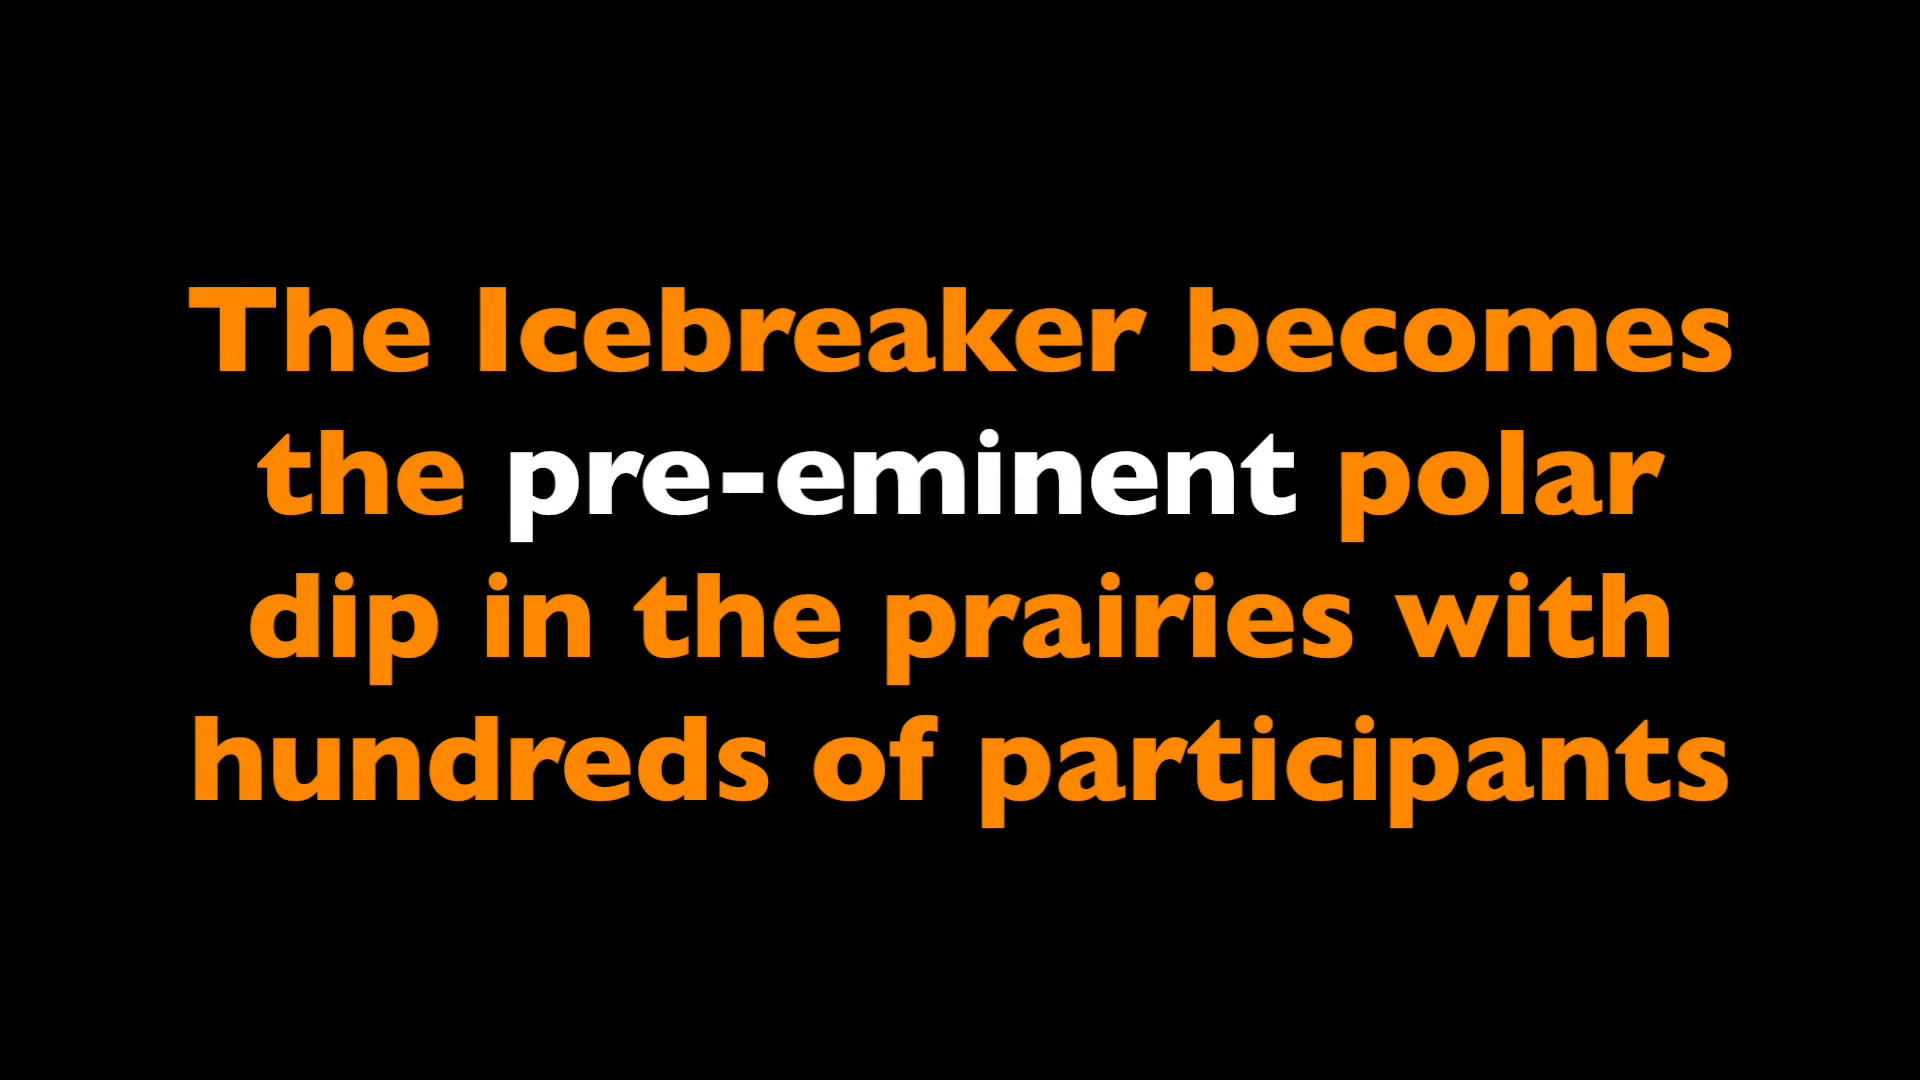 The Icebreaker becomes
the pre-eminent polar
dip in the prairies with
hundreds of participants